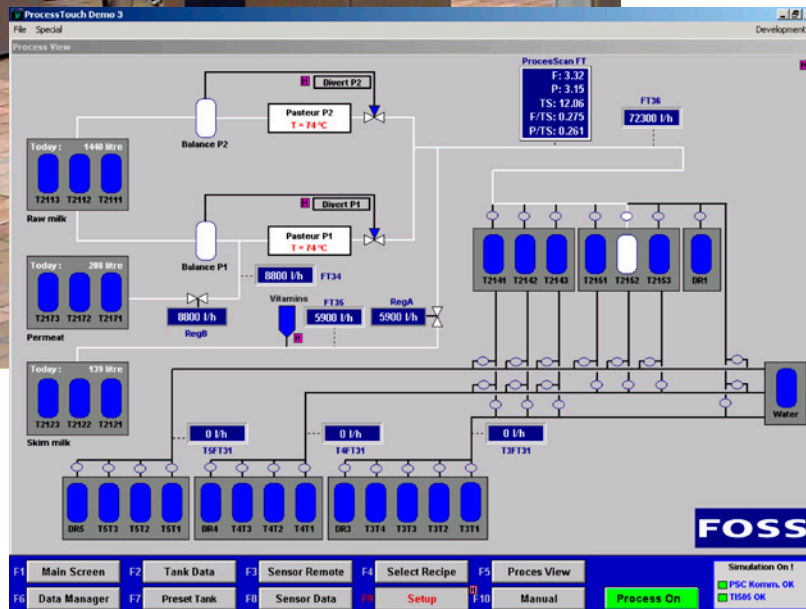 ProcessTouch Demo 3
File Special Development
Process View
ProcesScan FT
F: 3.32
P: 3.15
TS: 12.06
F/TS: 0.275
P/TS: 0.261
FT36
72300 l/h
H Divert P2
Pasteur P2
T = 74 °C
Balance P2
Today: 1440 litre
T2113 T2112 T2111
Raw milk
H Divert P1
Pasteur P1
T = 74 °C
Balance P1
H
T2141 T2142 T2143 T2151 T2152 T2153 DR1
Today: 208 litre
T2173 T2172 T2171
Permeat
8800 l/h FT34
8800 l/h
RegB
Vitamins
H
FT35
5900 l/h
RegA
5900 l/h
Today: 139 litre
T2123 T2122 T2121
Skim milk
Water
0 l/h
T5FT31
0 l/h
T4FT31
0 l/h
T3FT31
DR5 T5T3 T5T2 T5T1
DR4 T4T3 T4T2 T4T1
DR3 T3T4 T3T3 T3T2 T3T1
FOSS
F1 Main Screen F2 Tank Data F3 Sensor Remote F4 Select Recipe F5 Proces View
F6 Data Manager F7 Preset Tank F8 Sensor Data F9 Setup H F10 Manual Process On
Simulation On !
PSC Komm. OK
TI505 OK